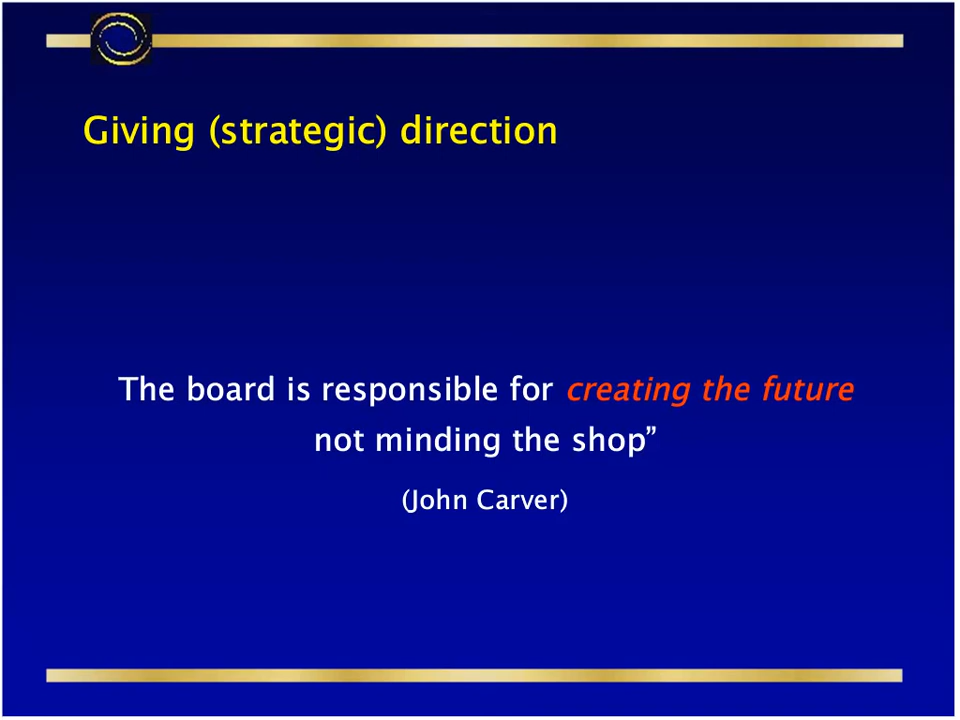 Giving (strategic) direction
The board is responsible for creating the future
not minding the shop”
(John Carver)